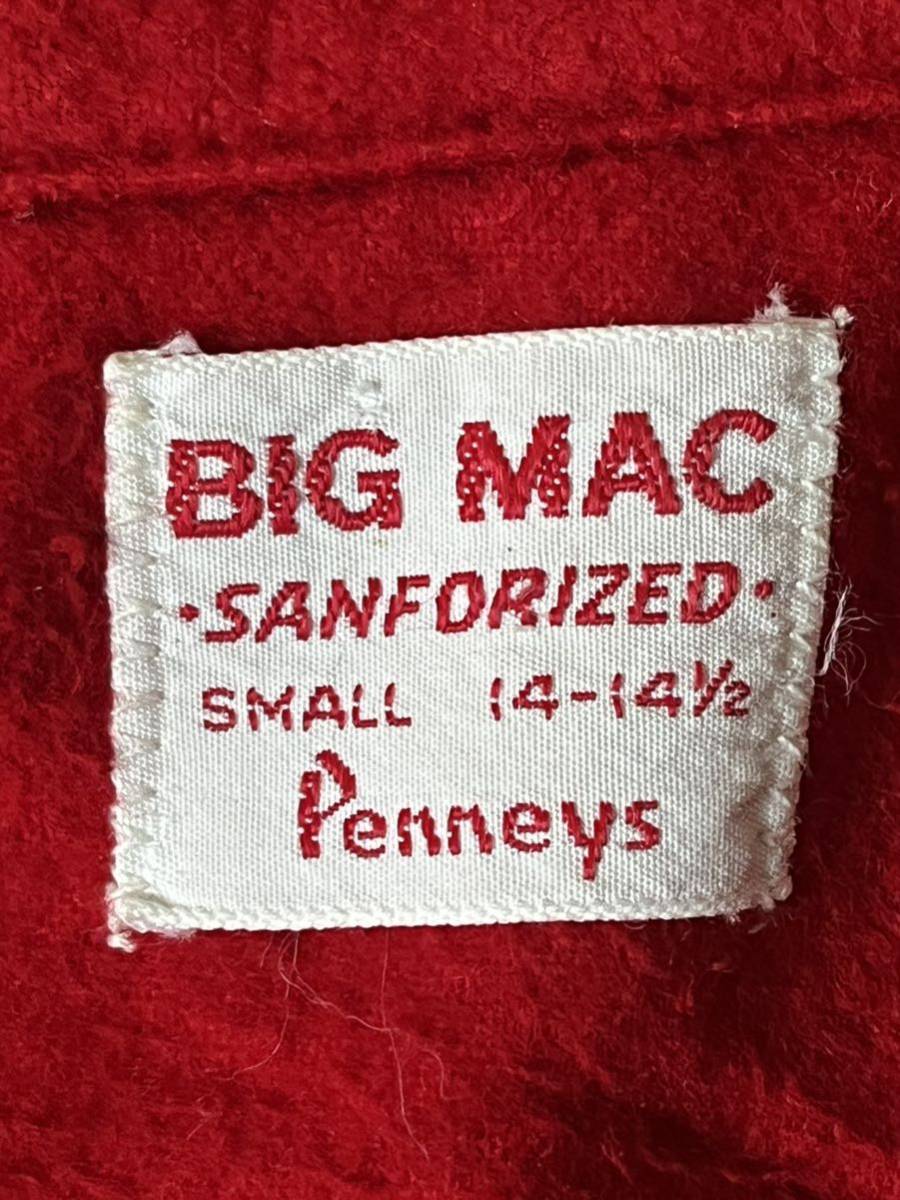 BIG MAC
·SANFORIZED·
SMALL 14-14½
Penneys